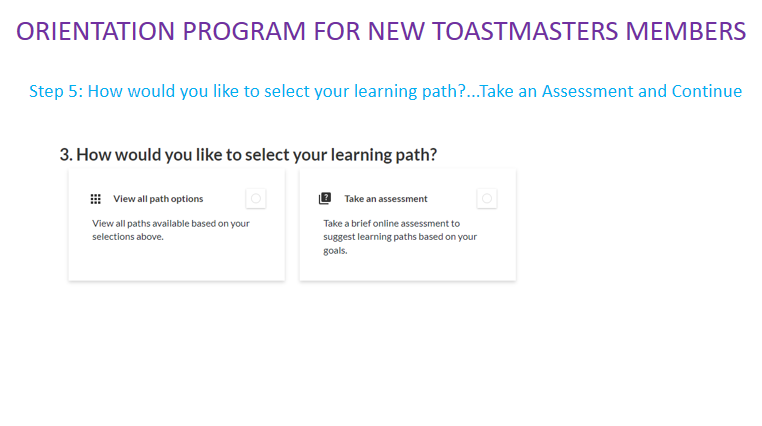 ORIENTATION PROGRAM FOR NEW TOASTMASTERS MEMBERS
Step 5: How would you like to select your learning path?...Take an Assessment and Continue
3. How would you like to select your learning path?
View all path options
View all paths available based on your
selections above.
Take an assessment
Take a brief online assessment to
suggest learning paths based on your
goals.